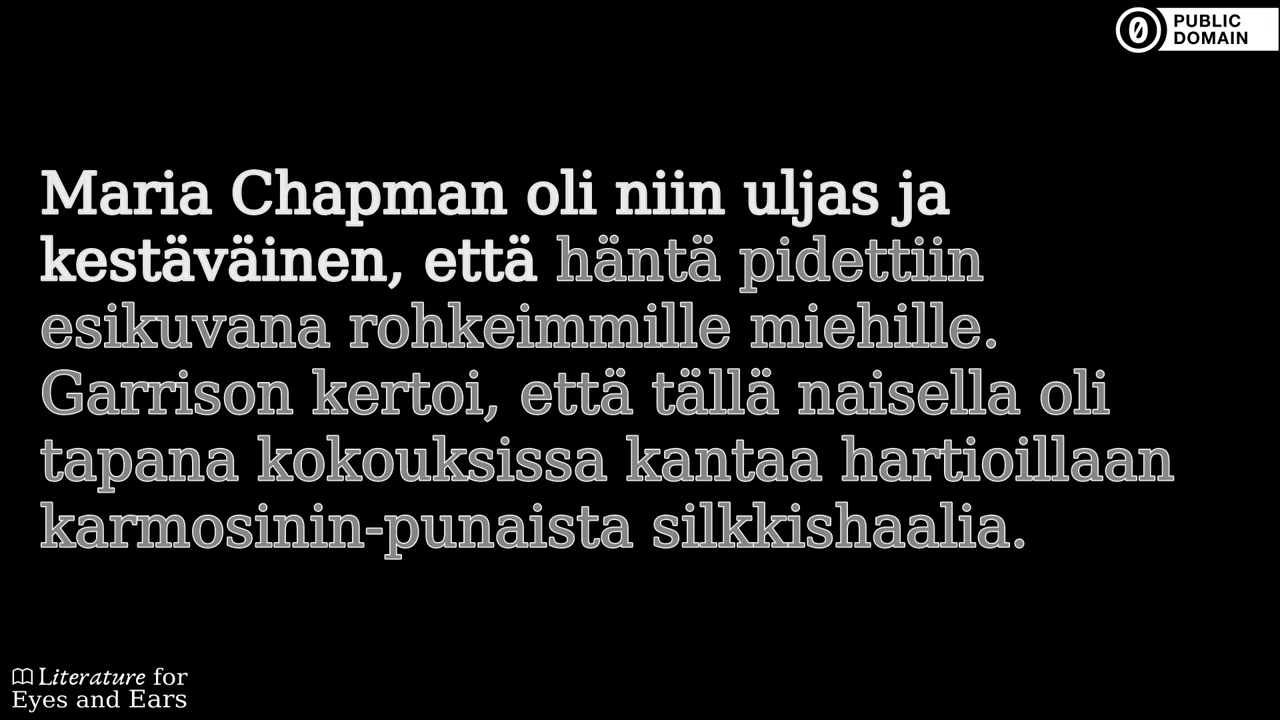 PUBLIC
DOMAIN
Maria Chapman oli niin uljas ja
kestäväinen, että häntä pidettiin
esikuvana rohkeimmille miehille.
Garrison kertoi, että tällä naisella oli
tapana kokouksissa kantaa hartioillaan
karmosinin-punaista silkkishaalia.
Literature for
Eyes and Ears